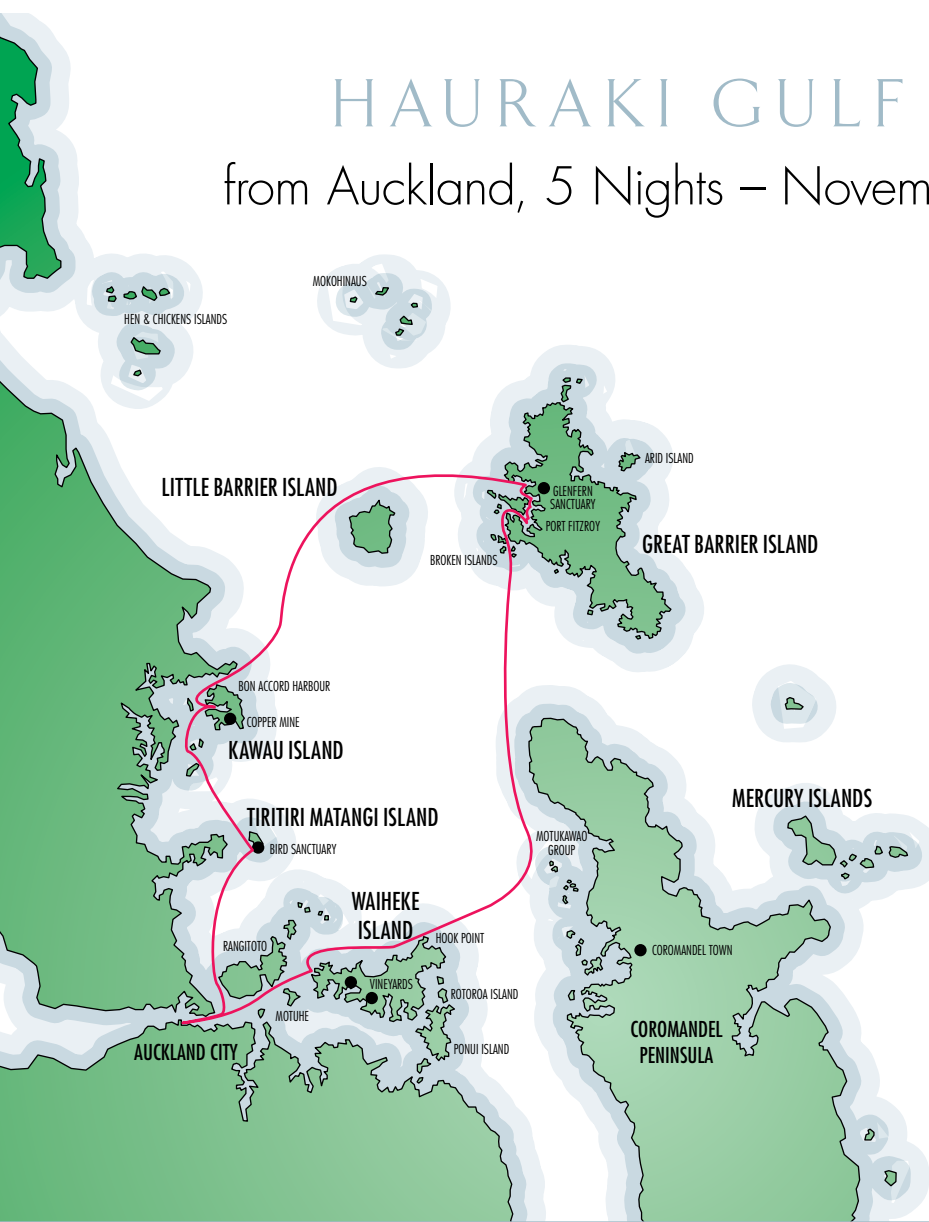 HAURAKI GULF
from Auckland, 5 Nights – Novem
MOKOHINAUS
HEN & CHICKENS ISLANDS
ARID ISLAND
LITTLE BARRIER ISLAND
GLENFERN
SANCTUARY
PORT FITZROY
GREAT BARRIER ISLAND
BROKEN ISLANDS
BON ACCORD HARBOUR
COPPER MINE
KAWAU ISLAND
MERCURY ISLANDS
TIRITIRI MATANGI ISLAND
MOTUKAWAO
GROUP
BIRD SANCTUARY
WAIHEKE
ISLAND
HOOK POINT
RANGITOTO
COROMANDEL TOWN
VINEYARDS
ROTOROA ISLAND
MOTUHE
COROMANDEL
PENINSULA
AUCKLAND CITY
PONUI ISLAND